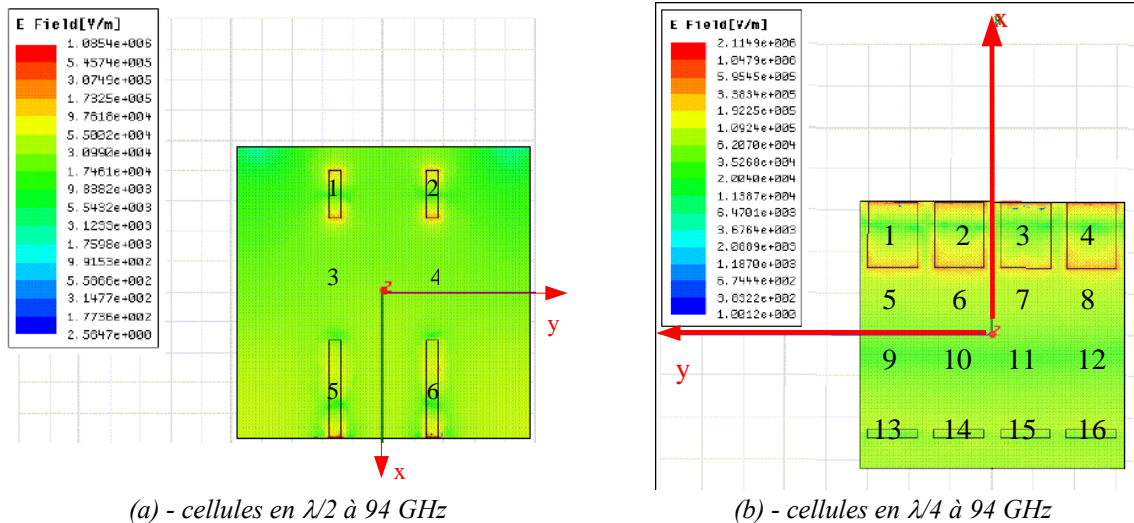 E Field[V/m]
1.0854e+006
5.4574e+005
3.0749e+005
1.7325e+005
9.7618e+004
5.5002e+004
3.0990e+004
1.7461e+004
9.8382e+003
5.5432e+003
3.1233e+003
1.7598e+003
9.9153e+002
5.5866e+002
3.1477e+002
1.7736e+002
2.5647e+000
1
2
3
4
z
y
5
6
x
(a) - cellules en λ/2 à 94 GHz
E Field[V/m]
2.1149e+006
1.0479e+006
5.9545e+005
3.3834e+005
1.9225e+005
1.0924e+005
6.2070e+004
3.5268e+004
2.0040e+004
1.1387e+004
6.4701e+003
3.6764e+003
2.0889e+003
1.1870e+003
6.7444e+002
3.8322e+002
1.0012e+000
x
1 2 3 4
5 6 7 8
z
y
9 10 11 12
13 14 15 16
(b) - cellules en λ/4 à 94 GHz